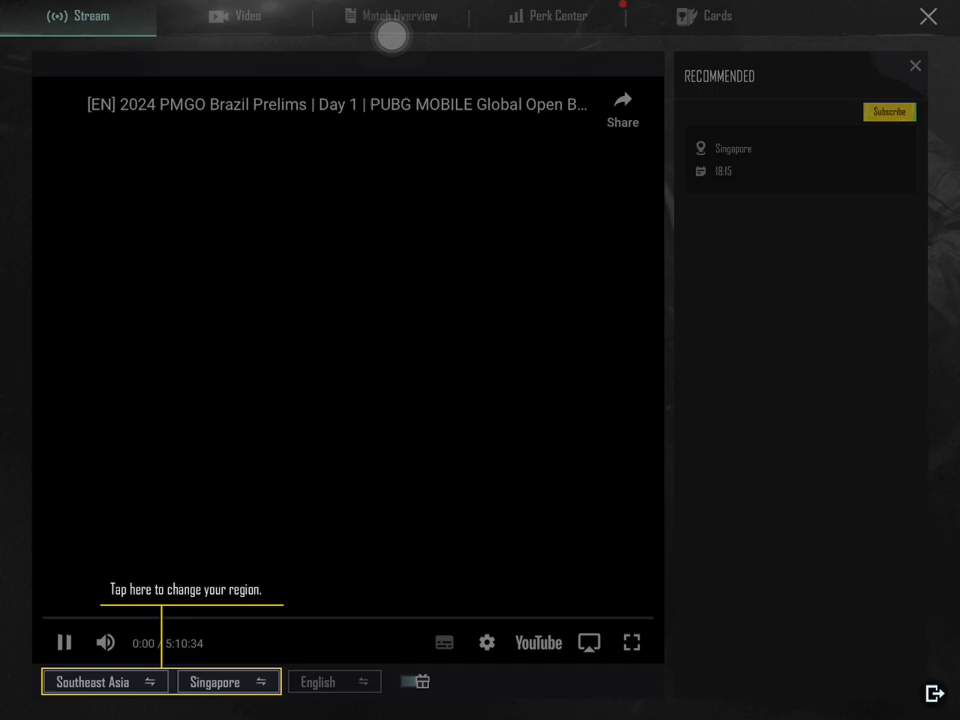 Stream
Video
Match Overview
Perk Center
Cards
[EN] 2024 PMGO Brazil Prelims | Day 1 | PUBG MOBILE Global Open B...
Share
RECOMMENDED
Subscribe
Singapore
18:15
Tap here to change your region.
0:00 / 5:10:34
YouTube
Southeast Asia
Singapore
English